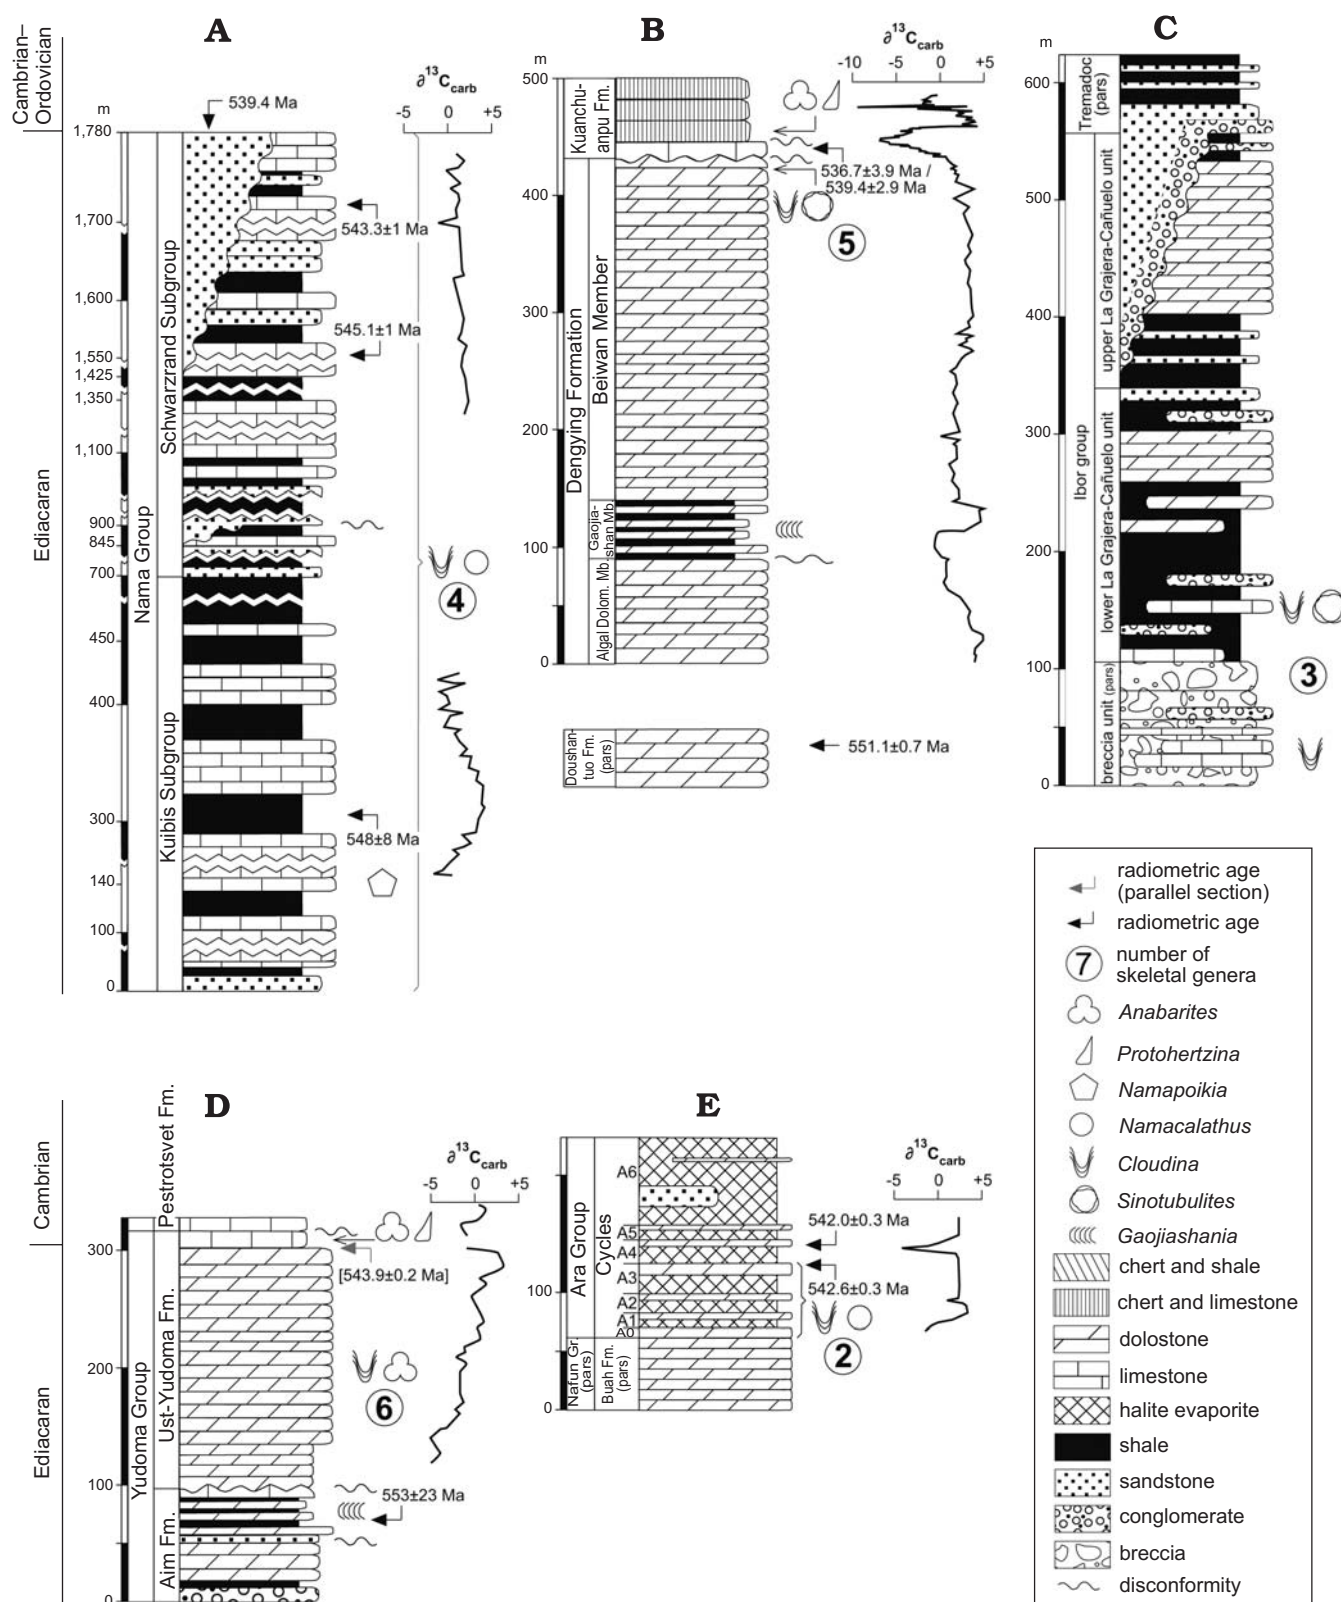 A
Cambrian–
Ordovician
Ediacaran
m
1,780
1,700
1,600
1,550
1,425
1,350
1,100
900
845
700
450
400
300
140
100
0
Nama Group
Schwarzrand Subgroup
Kuibis Subgroup
539.4 Ma
∂13Ccarb
-5 0 +5
543.3±1 Ma
545.1±1 Ma
4
548±8 Ma
B
m
500
400
300
200
100
0
Kuanchu-
anpu Fm.
Dengying Formation
Beiwan Member
Gaojia-
shan Mb.
Algal Dolom. Mb.
Doushan-
tuo Fm.
(pars)
∂13Ccarb
-10 -5 0 +5
536.7±3.9 Ma /
539.4±2.9 Ma
5
551.1±0.7 Ma
C
m
600
500
400
300
200
100
0
Tremadoc
(pars)
Ibor group
upper La Grajera-Cañuelo unit
lower La Grajera-Cañuelo unit
breccia unit (pars)
3
D
Cambrian
Ediacaran
300
200
100
0
Pestrotsvet Fm.
Yudoma Group
Ust-Yudoma Fm.
Aim Fm.
∂13Ccarb
-5 0 +5
[543.9±0.2 Ma]
6
553±23 Ma
E
100
0
Ara Group
Cycles
A6
A5
A4
A3
A2
A1
A0
Nafun Gr.
(pars)
Buah Fm.
(pars)
∂13Ccarb
-5 0 +5
542.0±0.3 Ma
542.6±0.3 Ma
2
radiometric age
(parallel section)
radiometric age
7
number of
skeletal genera
Anabarites
Protohertzina
Namapoikia
Namacalathus
Cloudina
Sinotubulites
Gaojiashania
chert and shale
chert and limestone
dolostone
limestone
halite evaporite
shale
sandstone
conglomerate
breccia
disconformity